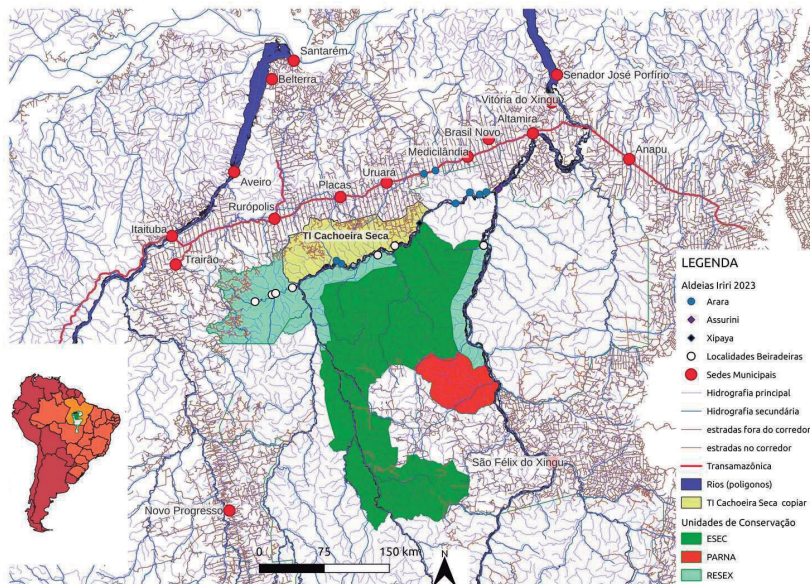 Santarém
Belterra
Senador José Porfírio
Vitória do Xingu
Altamira
Brasil Novo
Medicilândia
Anapu
Uruará
Aveiro
Placas
Rurópolis
Itaituba
TI Cachoeira Seca
Trairão
São Félix do Xingu
Novo Progresso
0 75 150 km
N
LEGENDA
Aldeias Iriri 2023
Arara
Assurini
Xipaya
Localidades Beiradeiras
Sedes Municipais
Hidrografia principal
Hidrografia secundária
estradas fora do corredor
estradas no corredor
Transamazônica
Rios (poligonos)
TI Cachoeira Seca copiar
Unidades de Conservação
ESEC
PARNA
RESEX